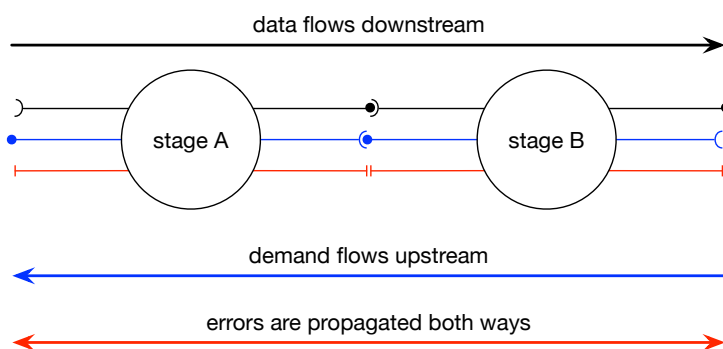 data flows downstream
stage A
stage B
demand flows upstream
errors are propagated both ways